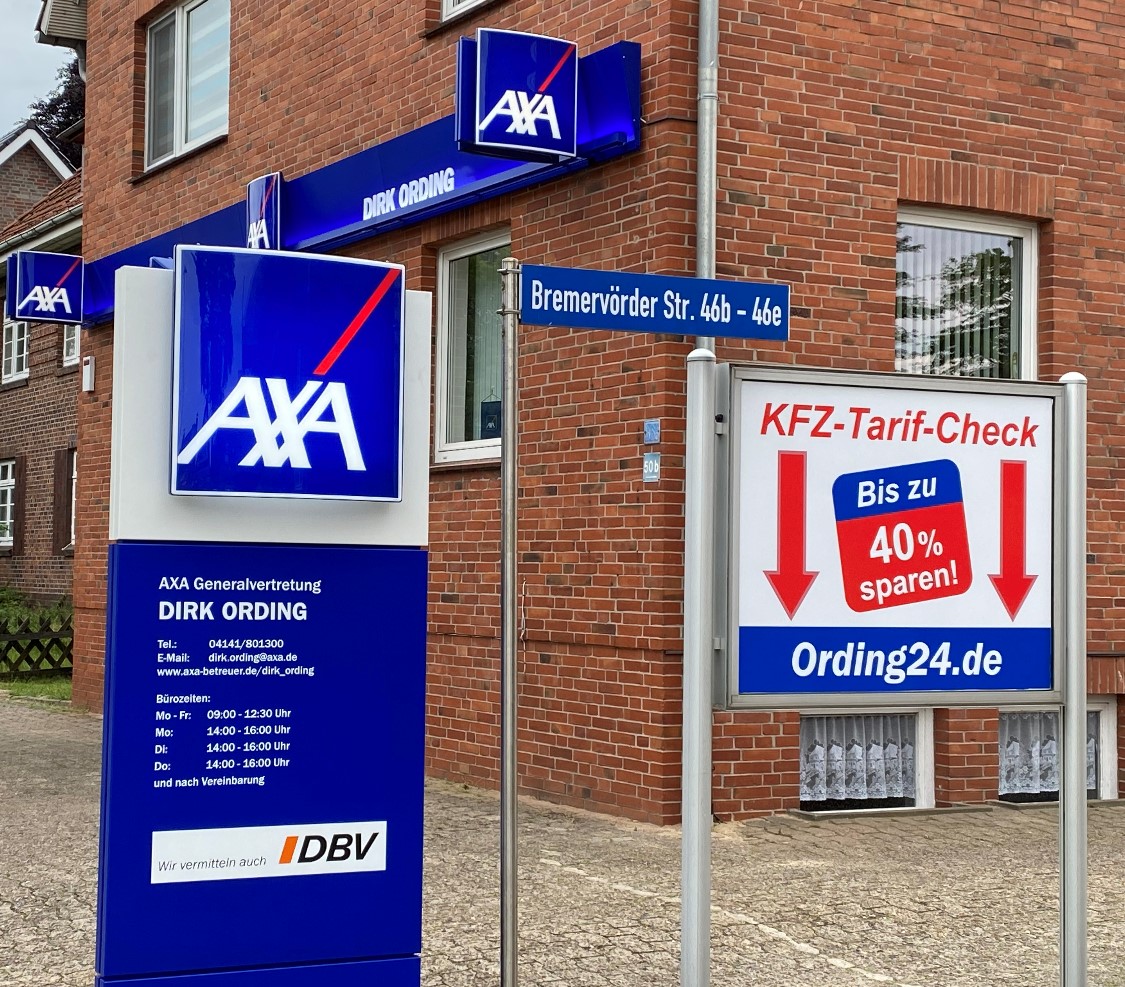 AXA
DIRK ORDING
AXA
AXA
AXA
Bremervörder Str. 46b – 46e
50b
KFZ-Tarif-Check
Bis zu
40%
sparen!
Ording24.de
AXA Generalvertretung
DIRK ORDING
Tel.: 04141/801300
E-Mail: dirk.ording@axa.de
www.axa-betreuer.de/dirk_ording
Bürozeiten:
Mo - Fr: 09:00 - 12:30 Uhr
Mo: 14:00 - 16:00 Uhr
Di: 14:00 - 16:00 Uhr
Do: 14:00 - 16:00 Uhr
und nach Vereinbarung
Wir vermitteln auch DBV